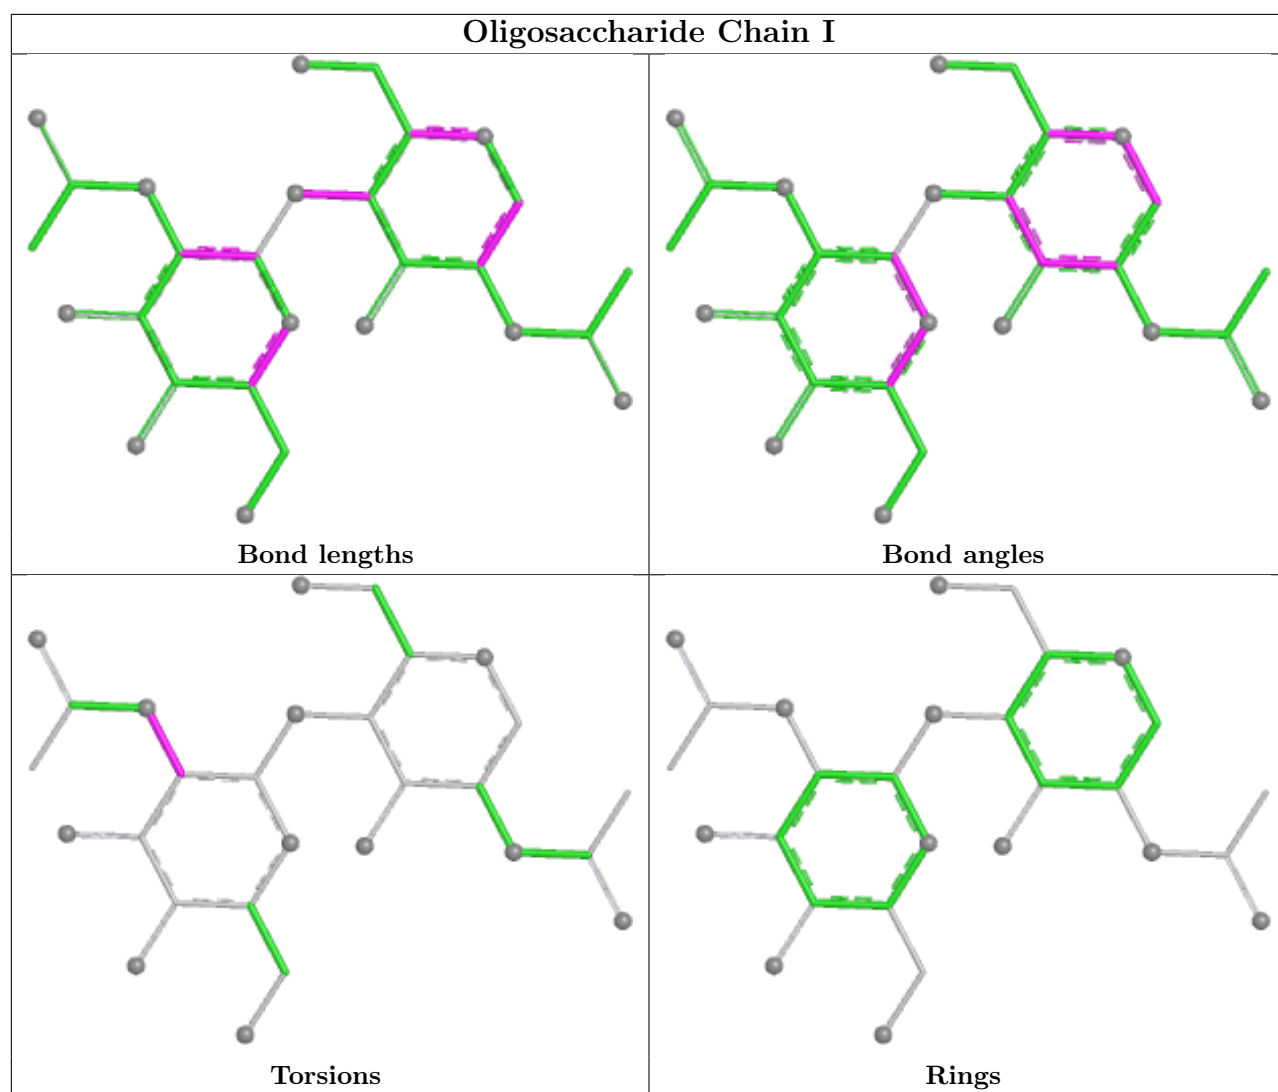 Oligosaccharide Chain I
Bond lengths
Bond angles
Torsions
Rings